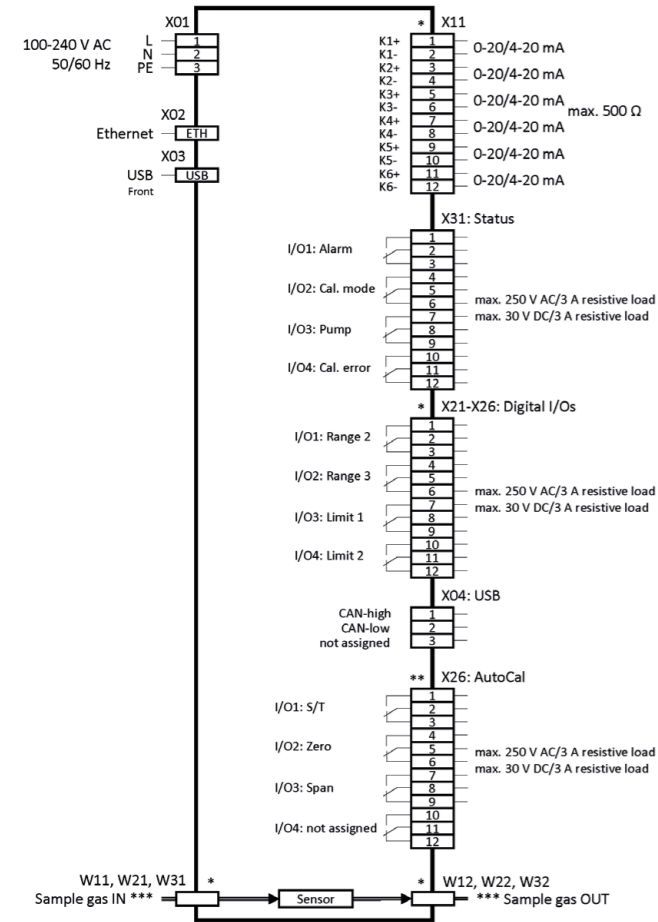 X01
100-240 V AC
50/60 Hz
L 1
N 2
PE 3
X02
Ethernet ETH
X03
USB USB
Front
* X11
K1+ 1
K1- 2
0-20/4-20 mA
K2+ 3
K2- 4
0-20/4-20 mA
K3+ 5
K3- 6
0-20/4-20 mA
max. 500 Ω
K4+ 7
K4- 8
0-20/4-20 mA
K5+ 9
K5- 10
0-20/4-20 mA
K6+ 11
K6- 12
0-20/4-20 mA
X31: Status
I/O1: Alarm
1
2
3
I/O2: Cal. mode
4
5
6
I/O3: Pump
7
8
9
I/O4: Cal. error
10
11
12
max. 250 V AC/3 A resistive load
max. 30 V DC/3 A resistive load
* X21-X26: Digital I/Os
I/O1: Range 2
1
2
3
I/O2: Range 3
4
5
6
I/O3: Limit 1
7
8
9
I/O4: Limit 2
10
11
12
max. 250 V AC/3 A resistive load
max. 30 V DC/3 A resistive load
X04: USB
CAN-high 1
CAN-low 2
not assigned 3
** X26: AutoCal
I/O1: S/T
1
2
3
I/O2: Zero
4
5
6
I/O3: Span
7
8
9
I/O4: not assigned
10
11
12
max. 250 V AC/3 A resistive load
max. 30 V DC/3 A resistive load
W11, W21, W31 *
Sample gas IN ***
Sensor
* W12, W22, W32
*** Sample gas OUT